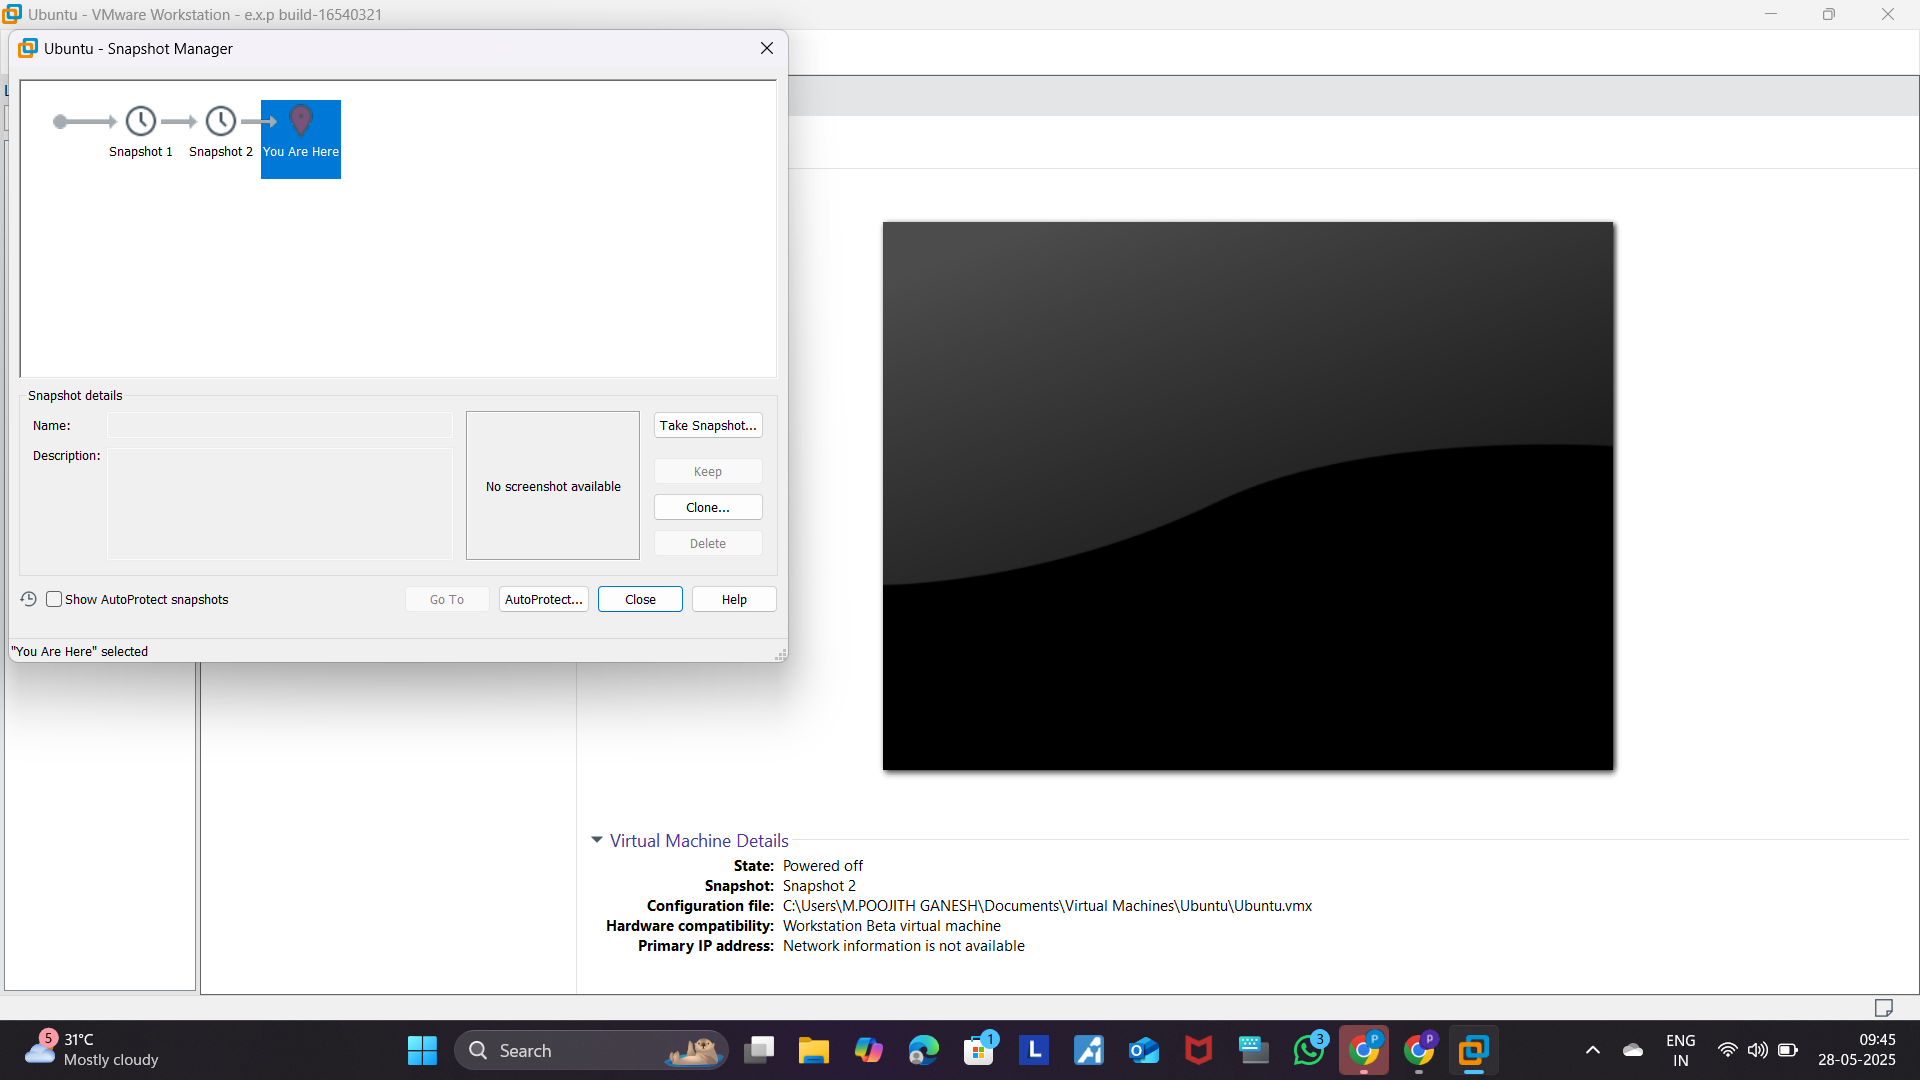 Ubuntu - VMware Workstation - e.x.p build-16540321
Ubuntu - Snapshot Manager
Snapshot 1
Snapshot 2
You Are Here
Snapshot details
Name:
Description:
No screenshot available
Take Snapshot...
Keep
Clone...
Delete
Show AutoProtect snapshots
Go To
AutoProtect...
Close
Help
"You Are Here" selected
Virtual Machine Details
State: Powered off
Snapshot: Snapshot 2
Configuration file: C:\Users\M.POOJITH GANESH\Documents\Virtual Machines\Ubuntu\Ubuntu.vmx
Hardware compatibility: Workstation Beta virtual machine
Primary IP address: Network information is not available
5
31°C
Mostly cloudy
Search
1
L
3
P
P
ENG
IN
09:45
28-05-2025